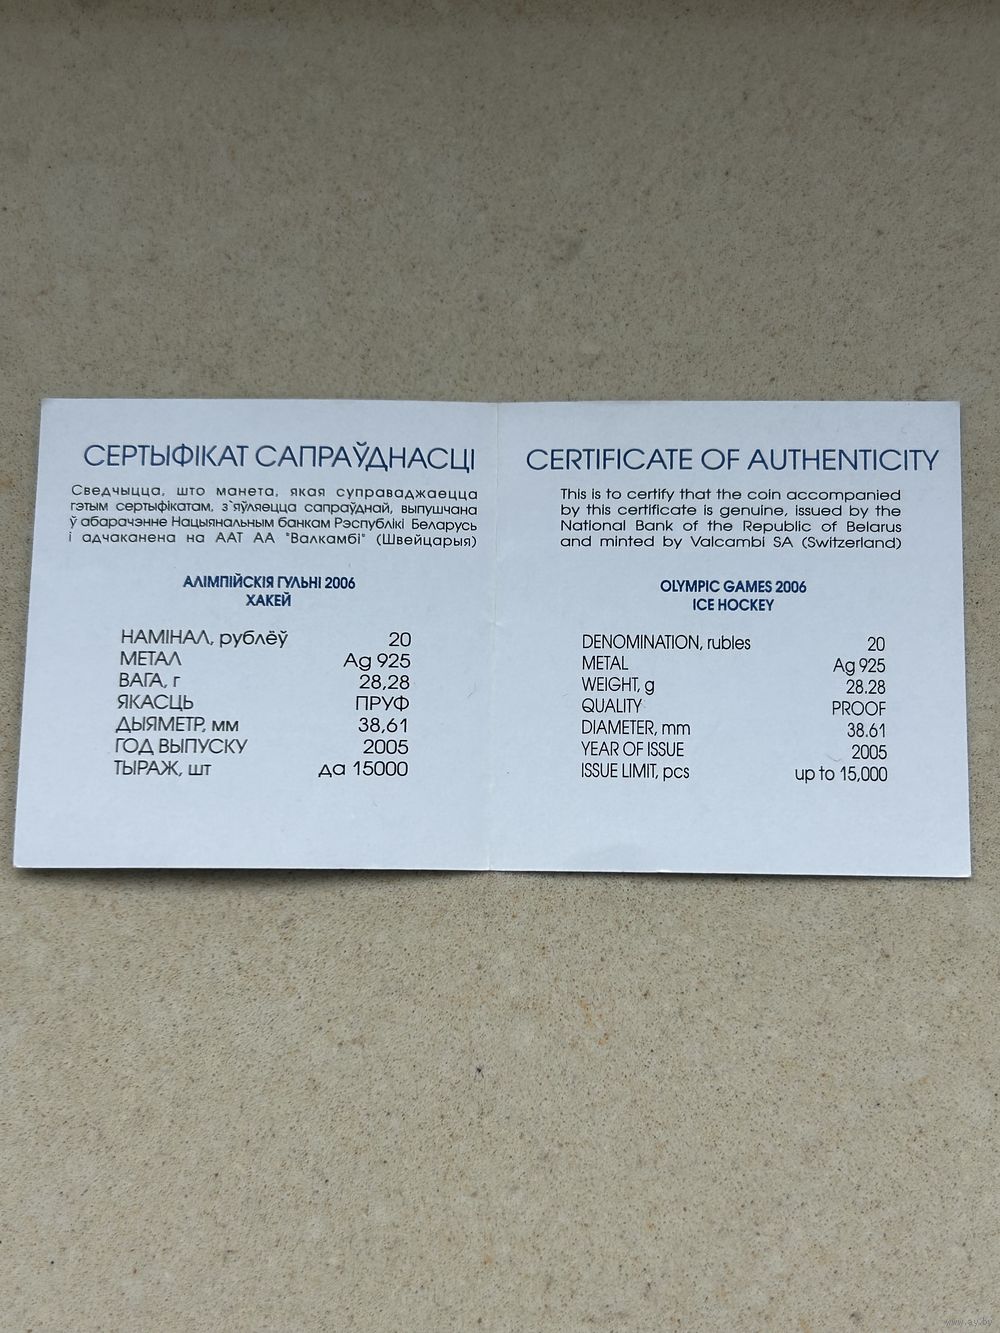 СЕРТЫФІКАТ САПРАЎДНАСЦІ
Сведчыцца, што манета, якая суправаджаецца
гэтым сертыфікатам, з`яўляецца сапраўднай, выпушчана
ў абарачэнне Нацыянальным банкам Рэспублікі Беларусь
і адчаканена на ААТ АА "Валкамбі" (Швейцарыя)
АЛІМПІЙСКІЯ ГУЛЬНІ 2006
ХАКЕЙ
НАМІНАЛ, рублёў 20
МЕТАЛ Ag 925
ВАГА, г 28,28
ЯКАСЦЬ ПРУФ
ДЫЯМЕТР, мм 38,61
ГОД ВЫПУСКУ 2005
ТЫРАЖ, шт да 15000
CERTIFICATE OF AUTHENTICITY
This is to certify that the coin accompanied
by this certificate is genuine, issued by the
National Bank of the Republic of Belarus
and minted by Valcambi SA (Switzerland)
OLYMPIC GAMES 2006
ICE HOCKEY
DENOMINATION, rubles 20
METAL Ag 925
WEIGHT, g 28.28
QUALITY PROOF
DIAMETER, mm 38.61
YEAR OF ISSUE 2005
ISSUE LIMIT, pcs up to 15,000
www.ay.by